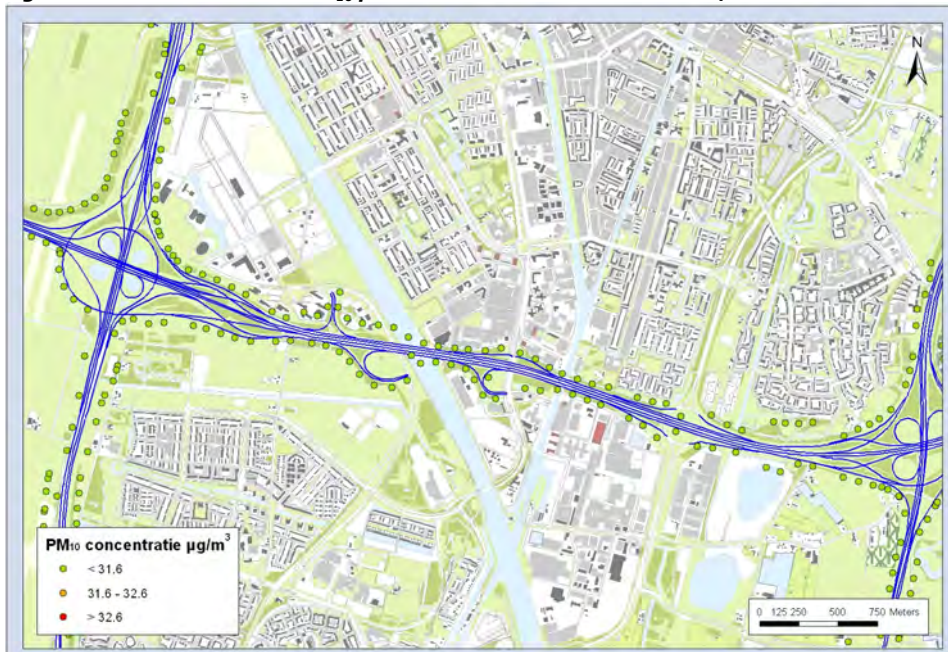 N
PM₁₀ concentratie µg/m³
< 31.6
31.6 - 32.6
> 32.6
0 125 250 500 750 Meters